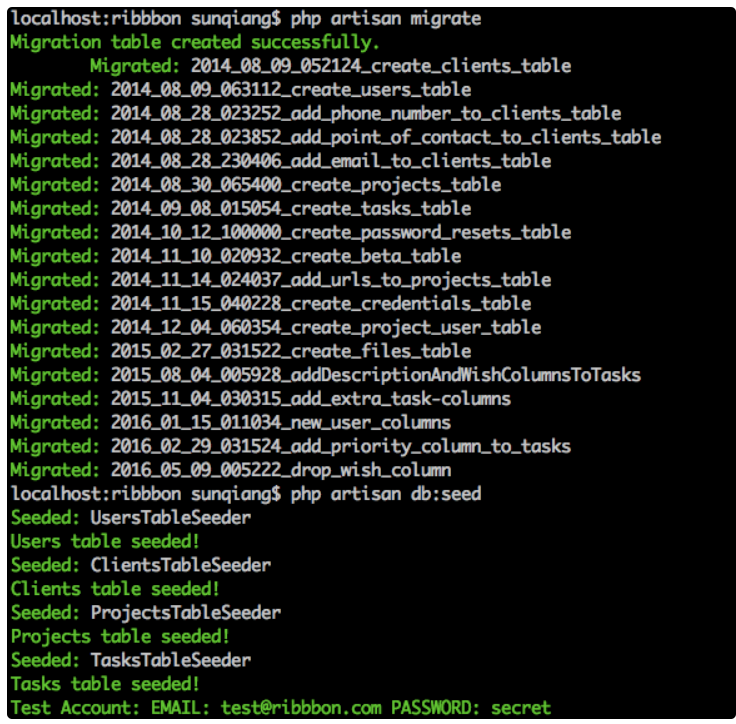 localhost:ribbbon sunqiang$ php artisan migrate
Migration table created successfully.
Migrated: 2014_08_09_052124_create_clients_table
Migrated: 2014_08_09_063112_create_users_table
Migrated: 2014_08_28_023252_add_phone_number_to_clients_table
Migrated: 2014_08_28_023852_add_point_of_contact_to_clients_table
Migrated: 2014_08_28_230406_add_email_to_clients_table
Migrated: 2014_08_30_065400_create_projects_table
Migrated: 2014_09_08_015054_create_tasks_table
Migrated: 2014_10_12_100000_create_password_resets_table
Migrated: 2014_11_10_020932_create_beta_table
Migrated: 2014_11_14_024037_add_urls_to_projects_table
Migrated: 2014_11_15_040228_create_credentials_table
Migrated: 2014_12_04_060354_create_project_user_table
Migrated: 2015_02_27_031522_create_files_table
Migrated: 2015_08_04_005928_addDescriptionAndWishColumnsToTasks
Migrated: 2015_11_04_030315_add_extra_task-columns
Migrated: 2016_01_15_011034_new_user_columns
Migrated: 2016_02_29_031524_add_priority_column_to_tasks
Migrated: 2016_05_09_005222_drop_wish_column
localhost:ribbbon sunqiang$ php artisan db:seed
Seeded: UsersTableSeeder
Users table seeded!
Seeded: ClientsTableSeeder
Clients table seeded!
Seeded: ProjectsTableSeeder
Projects table seeded!
Seeded: TasksTableSeeder
Tasks table seeded!
Test Account: EMAIL: test@ribbbon.com PASSWORD: secret